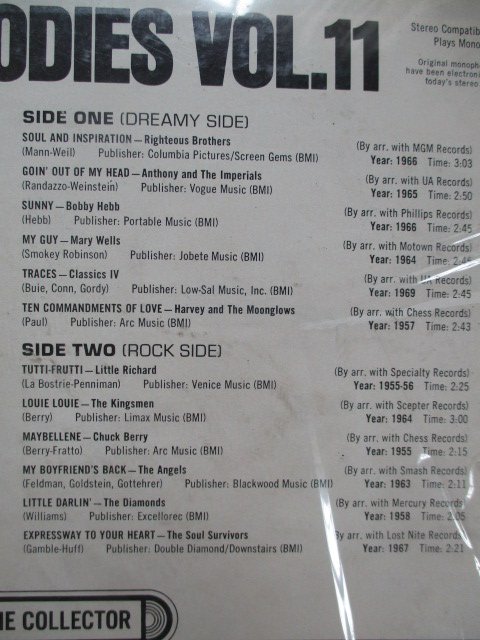 ODIES VOL.11
Stereo Compatib
Plays Mono
Original monoph
have been electroni
today's stereo
SIDE ONE (DREAMY SIDE)
SOUL AND INSPIRATION—Righteous Brothers (By arr. with MGM Records)
(Mann-Weil) Publisher: Columbia Pictures/Screen Gems (BMI) Year: 1966 Time: 3:03
GOIN' OUT OF MY HEAD—Anthony and The Imperials (By arr. with UA Records)
(Randazzo-Weinstein) Publisher: Vogue Music (BMI) Year: 1965 Time: 2:50
SUNNY—Bobby Hebb (By arr. with Phillips Records)
(Hebb) Publisher: Portable Music (BMI) Year: 1966 Time: 2:45
MY GUY—Mary Wells (By arr. with Motown Records)
(Smokey Robinson) Publisher: Jobete Music (BMI) Year: 1964 Time:
TRACES—Classics IV (By arr. with UA Records)
(Buie, Conn, Gordy) Publisher: Low-Sal Music, Inc. (BMI) Year: 1969 Time: 2:45
TEN COMMANDMENTS OF LOVE—Harvey and The Moonglows (By arr. with Chess Records)
(Paul) Publisher: Arc Music (BMI) Year: 1957 Time: 2:43
SIDE TWO (ROCK SIDE)
TUTTI-FRUTTI—Little Richard (By arr. with Specialty Records)
(La Bostrie-Penniman) Publisher: Venice Music (BMI) Year: 1955-56 Time: 2:25
LOUIE LOUIE—The Kingsmen (By arr. with Scepter Records)
(Berry) Publisher: Limax Music (BMI) Year: 1964 Time: 3:00
MAYBELLENE—Chuck Berry (By arr. with Chess Records)
(Berry-Fratto) Publisher: Arc Music (BMI) Year: 1955 Time: 2:15
MY BOYFRIEND'S BACK—The Angels (By arr. with Smash Records)
(Feldman, Goldstein, Gottehrer) Publisher: Blackwood Music (BMI) Year: 1963 Time: 2:11
LITTLE DARLIN'—The Diamonds (By arr. with Mercury Records)
(Williams) Publisher: Excellorec (BMI) Year: 1958 Time: 2:05
EXPRESSWAY TO YOUR HEART—The Soul Survivors (By arr. with Lost Nite Records)
(Gamble-Huff) Publisher: Double Diamond/Downstairs (BMI) Year: 1967 Time: 2:21
HE COLLECTOR